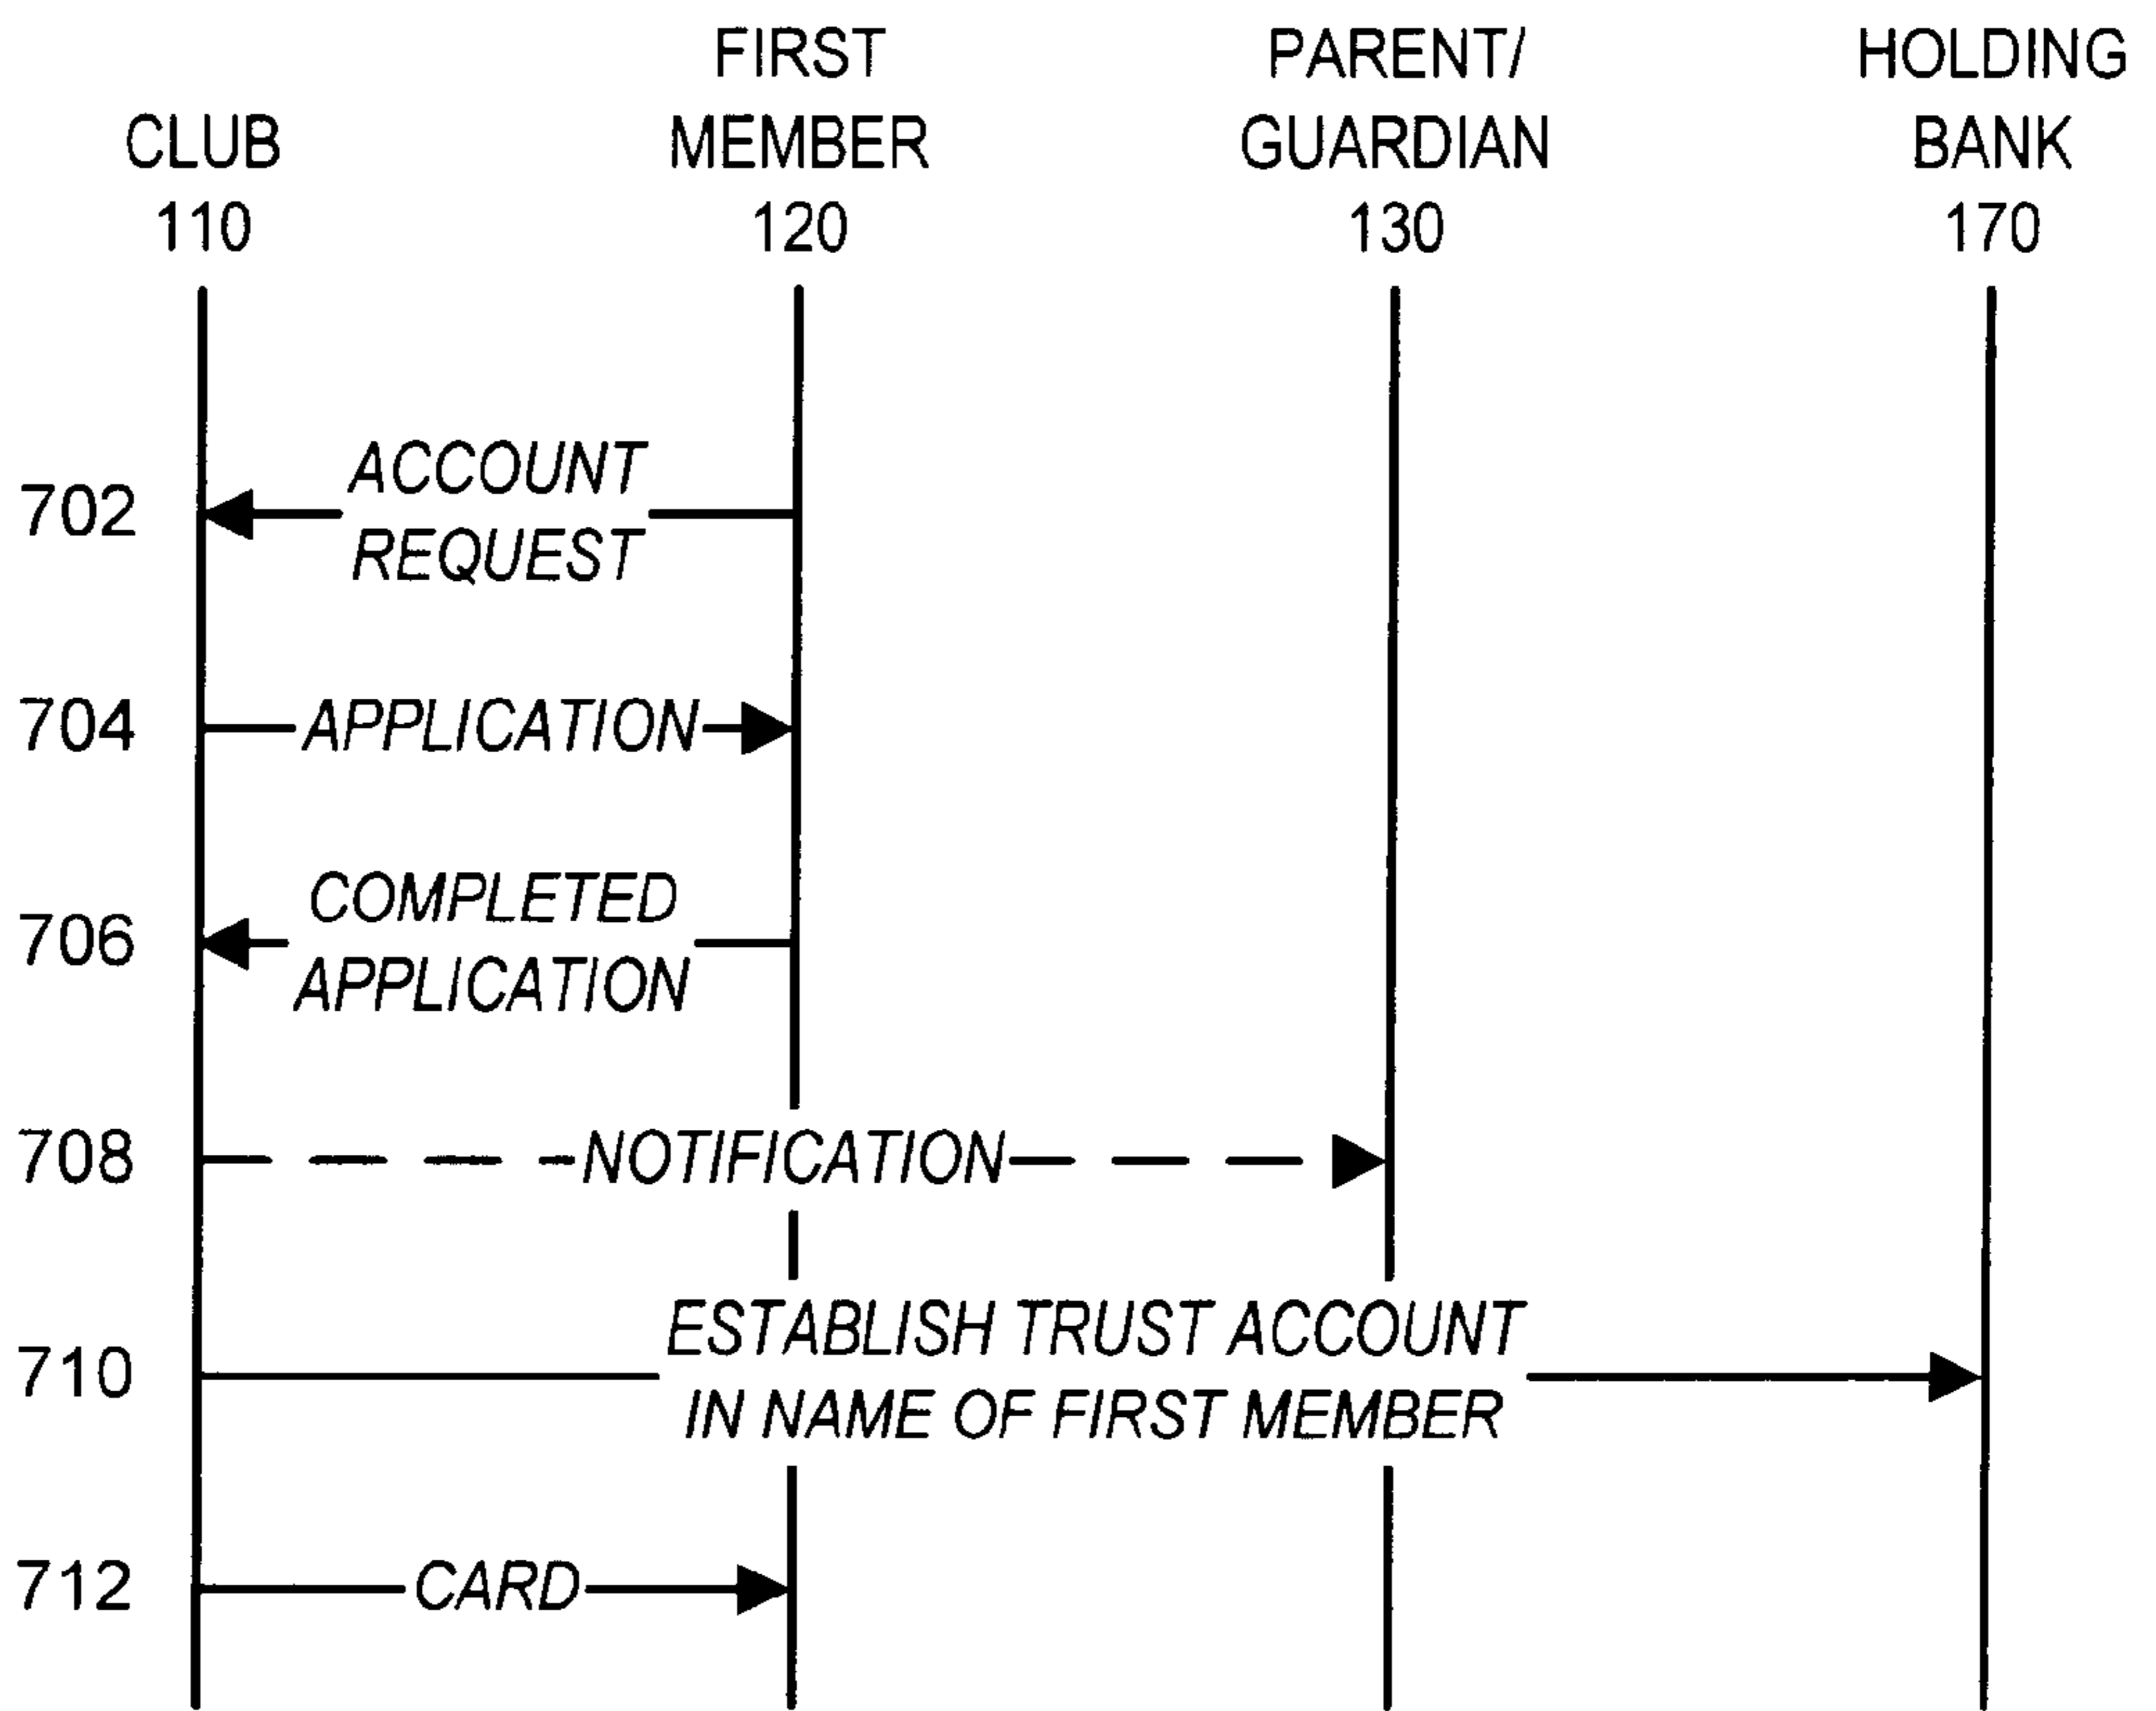 FIRST
MEMBER
120
PARENT/
GUARDIAN
130
HOLDING
BANK
170
CLUB
110
702
ACCOUNT
REQUEST
704
APPLICATION
706
COMPLETED
APPLICATION
708
NOTIFICATION
710
ESTABLISH TRUST ACCOUNT
IN NAME OF FIRST MEMBER
712
CARD